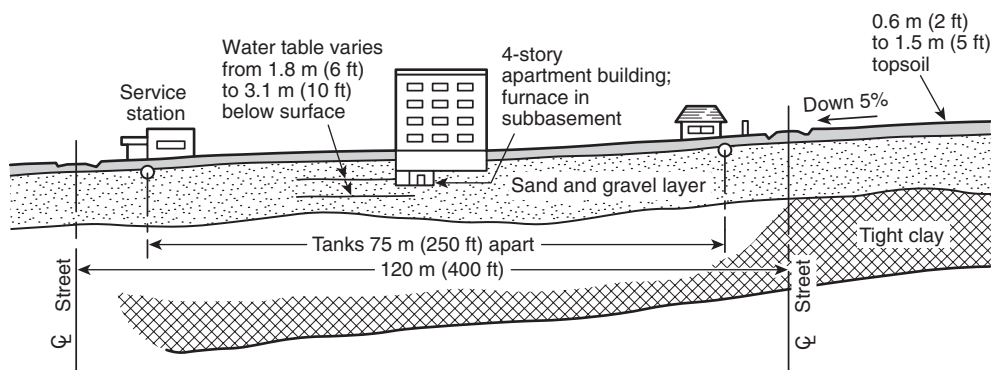 Water table varies
from 1.8 m (6 ft)
to 3.1 m (10 ft)
below surface
Service
station
4-story
apartment building;
furnace in
subbasement
0.6 m (2 ft)
to 1.5 m (5 ft)
topsoil
Down 5%
Sand and gravel layer
Tanks 75 m (250 ft) apart
120 m (400 ft)
Tight clay
℄ Street
℄ Street